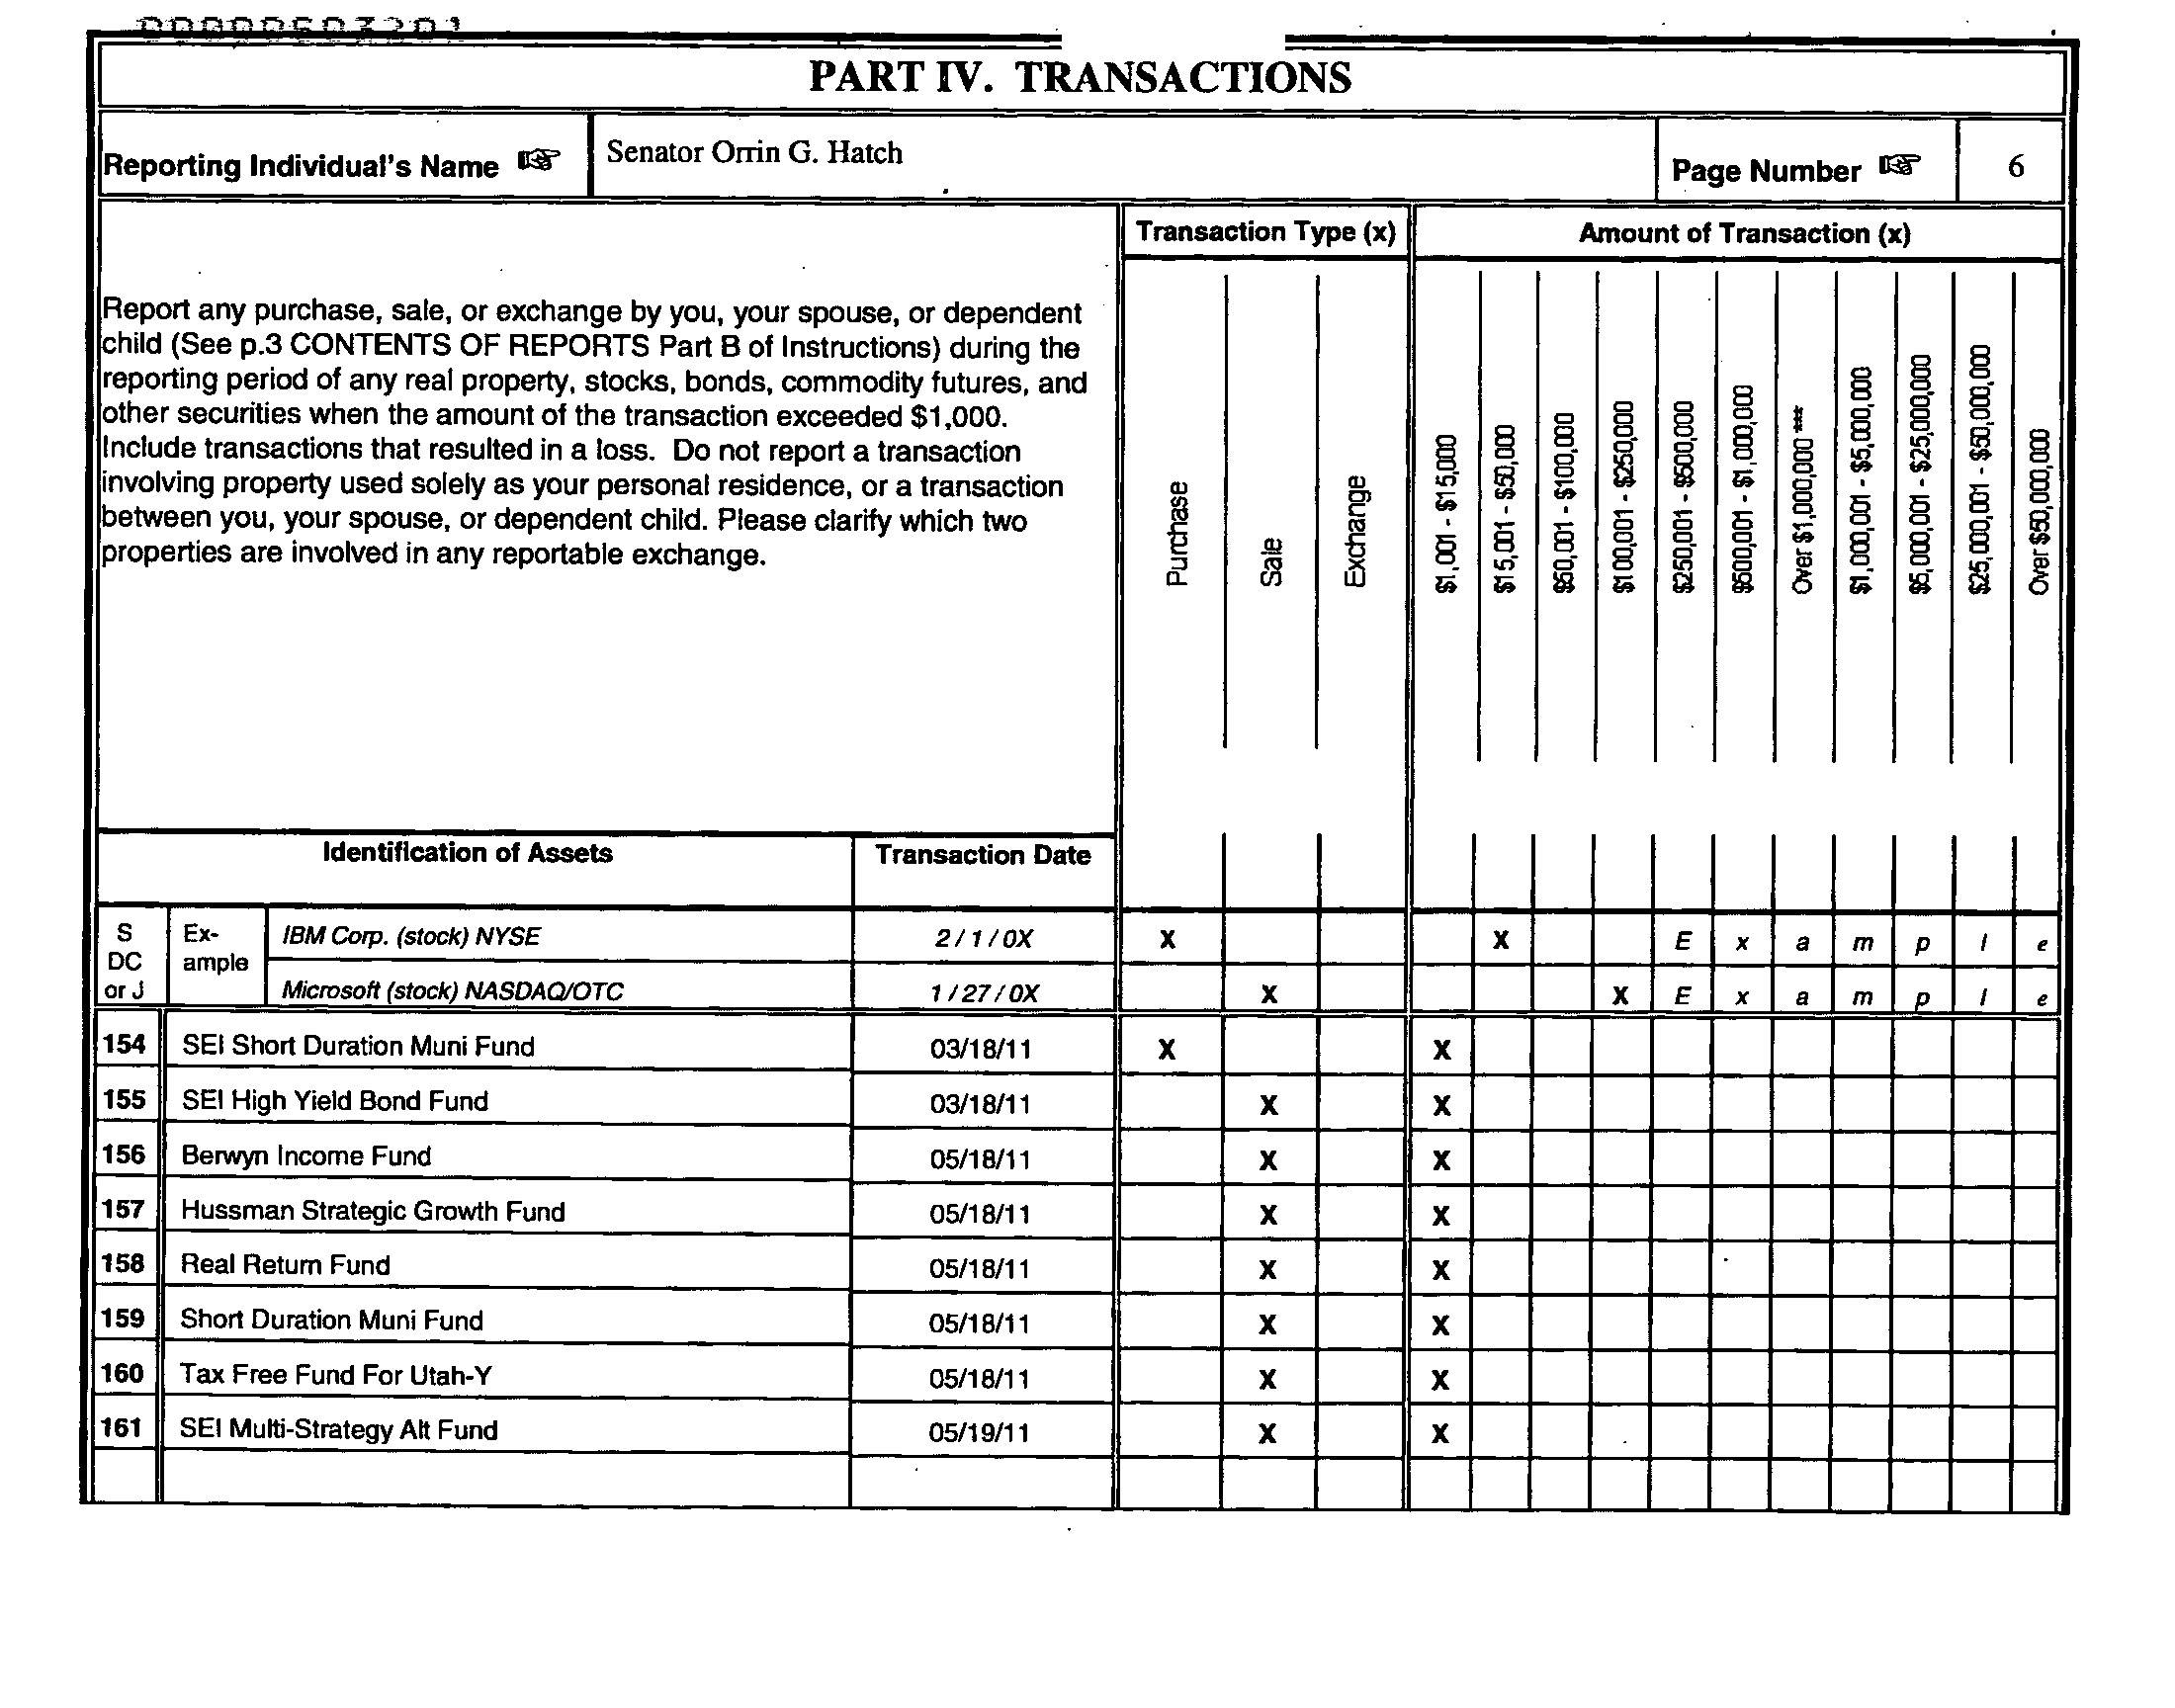 PART IV. TRANSACTIONS
Reporting Individual's Name
Senator Orrin G. Hatch
Page Number
6
Transaction Type (x)
Amount of Transaction (x)
Report any purchase, sale, or exchange by you, your spouse, or dependent
child (See p.3 CONTENTS OF REPORTS Part B of Instructions) during the
reporting period of any real property, stocks, bonds, commodity futures, and
other securities when the amount of the transaction exceeded $1,000.
Include transactions that resulted in a loss.  Do not report a transaction
involving property used solely as your personal residence, or a transaction
between you, your spouse, or dependent child. Please clarify which two
properties are involved in any reportable exchange.
Purchase
Sale
Exchange
$1,001 - $15,000
$15,001 - $50,000
$50,001 - $100,000
$100,001 - $250,000
$250,001 - $500,000
$500,001 - $1,000,000
Over $1,000,000 ***
$1,000,001 - $5,000,000
$5,000,001 - $25,000,000
$25,000,001 - $50,000,000
Over $50,000,000
Identification of Assets Transaction Date
S
DC
or J
Ex-
ample
IBM Corp. (stock) NYSE 2 / 1 / 0X X X E x a m p l e
Microsoft (stock) NASDAQ/OTC 1 / 27 / 0X X X E x a m p l e
154 SEI Short Duration Muni Fund 03/18/11 X X
155 SEI High Yield Bond Fund 03/18/11 X X
156 Berwyn Income Fund 05/18/11 X X
157 Hussman Strategic Growth Fund 05/18/11 X X
158 Real Return Fund 05/18/11 X X
159 Short Duration Muni Fund 05/18/11 X X
160 Tax Free Fund For Utah-Y 05/18/11 X X
161 SEI Multi-Strategy Alt Fund 05/19/11 X X